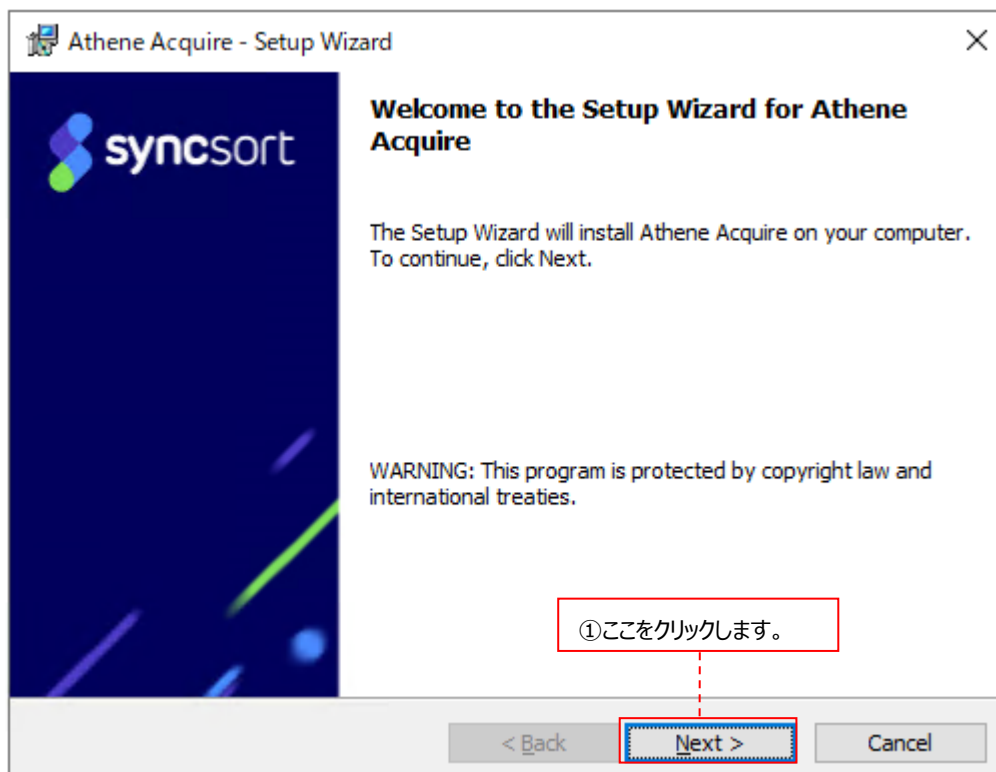 Athene Acquire - Setup Wizard
syncsort
Welcome to the Setup Wizard for Athene
Acquire
The Setup Wizard will install Athene Acquire on your computer.
To continue, click Next.
WARNING: This program is protected by copyright law and
international treaties.
①ここをクリックします。
< Back
Next >
Cancel